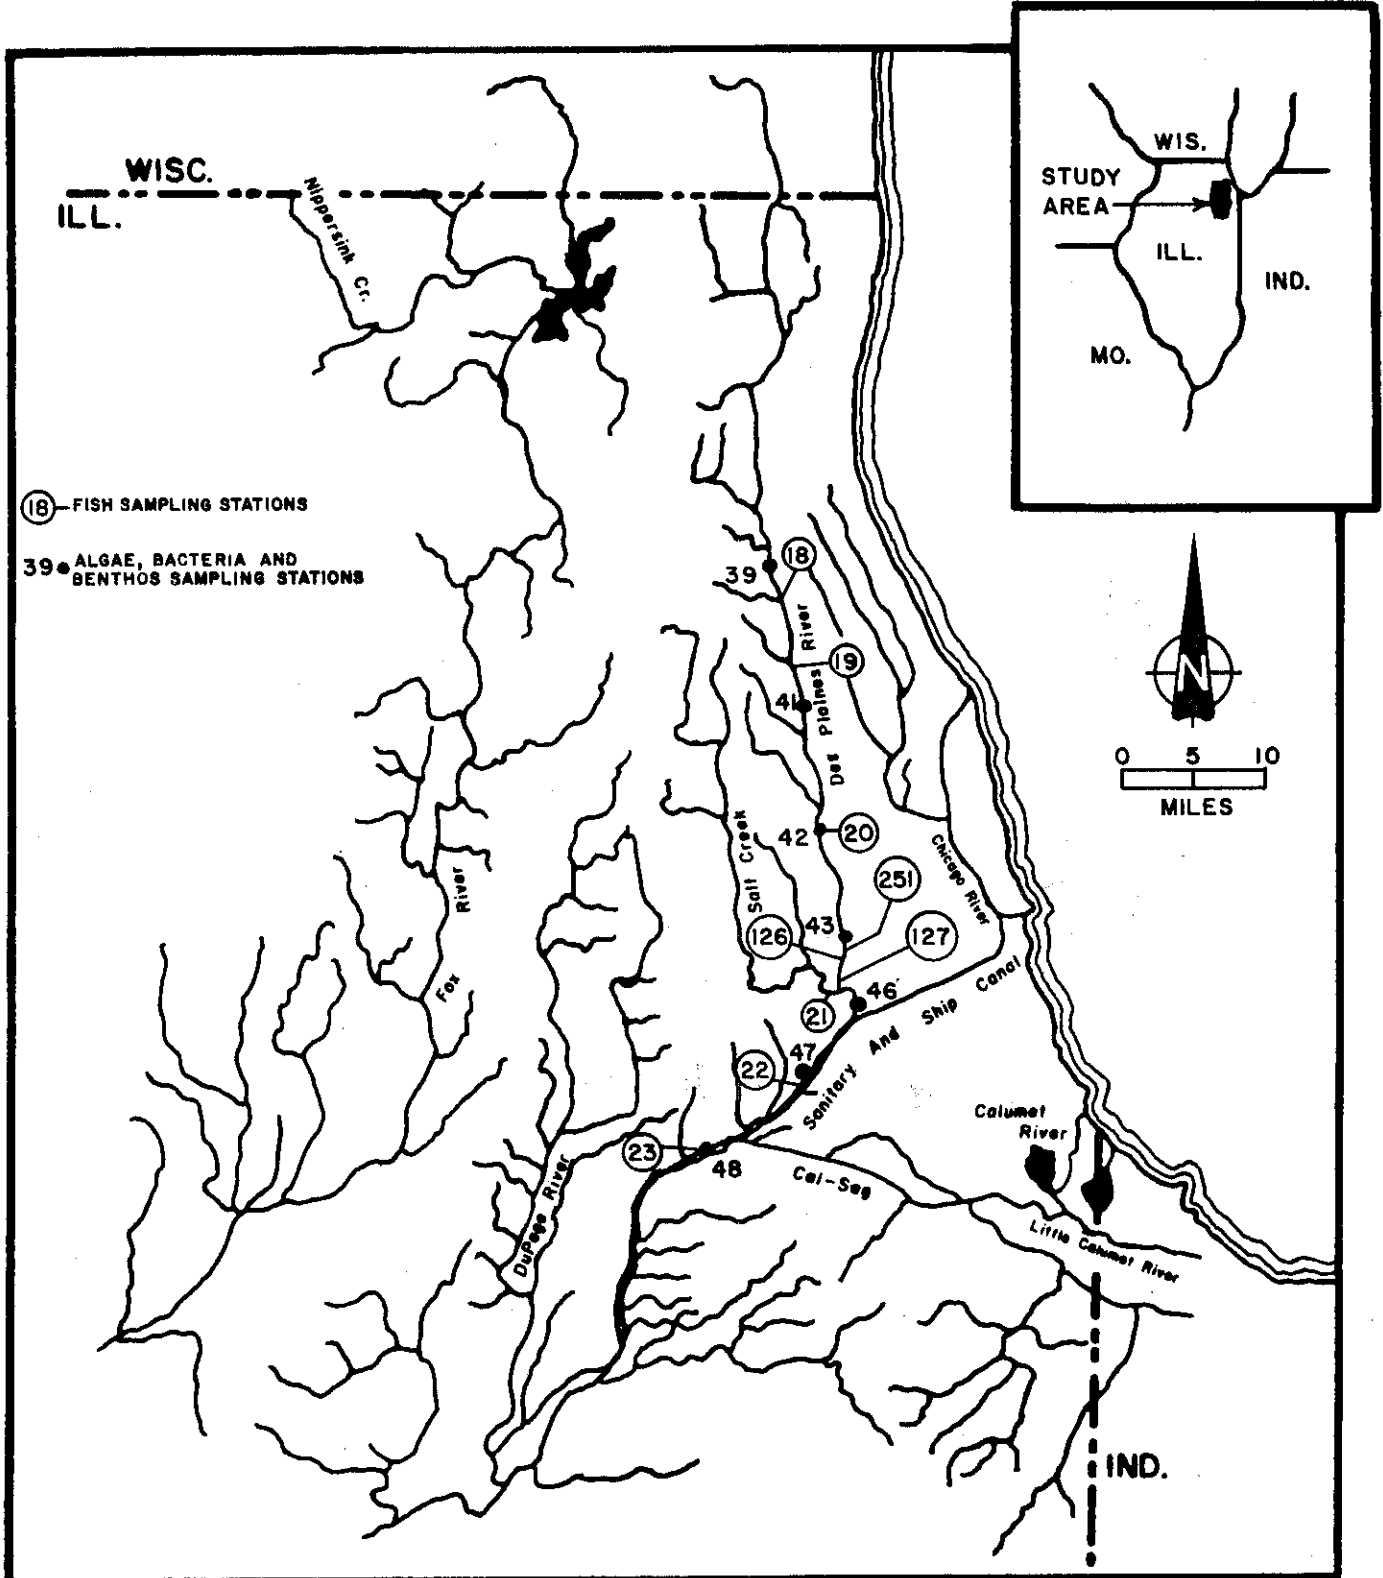 WISC.
ILL.
Nippersink Cr.
WIS.
STUDY
AREA
ILL.
IND.
MO.
18 FISH SAMPLING STATIONS
39 ALGAE, BACTERIA AND
BENTHOS SAMPLING STATIONS
N
0 5 10
MILES
39
18
19
41
Des Plaines River
42
20
Salt Creek
251
Chicago River
126
43
127
46
21
47
22
Sanitary And Ship Canal
Fox River
23
48
Cal-Sag
Calumet
River
Little Calumet River
DuPage River
IND.